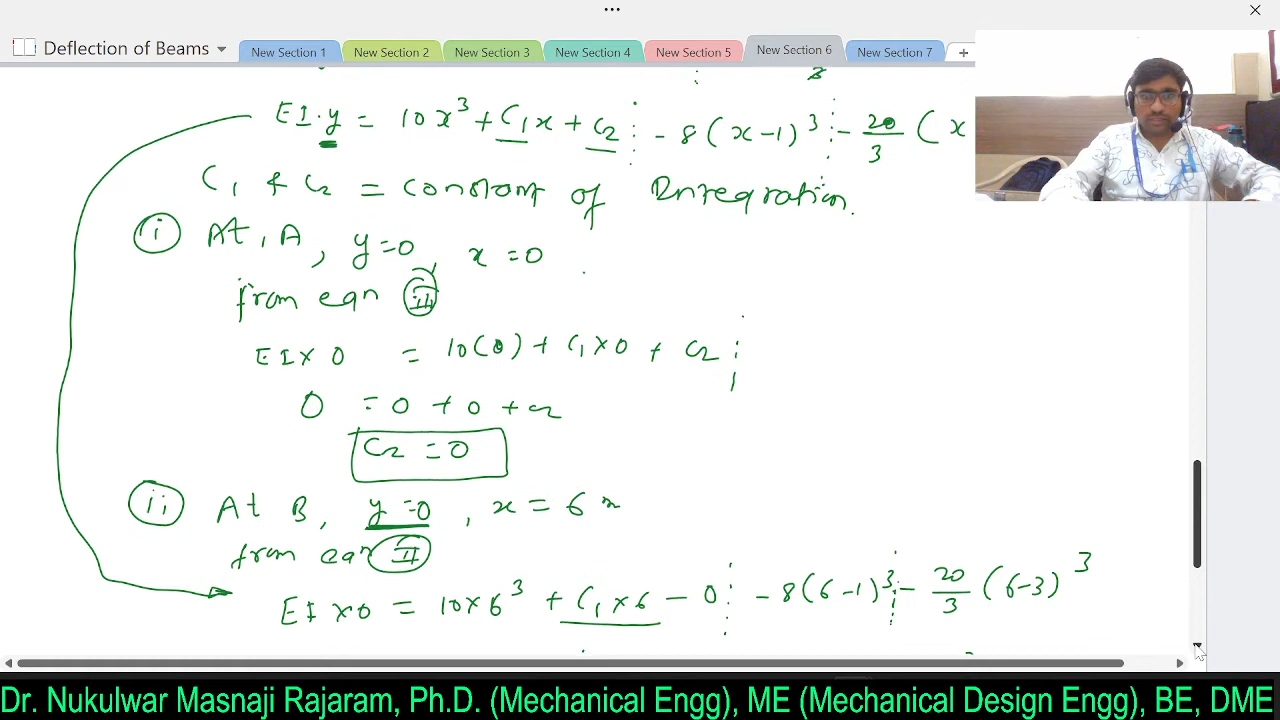 Deflection of Beams
New Section 1 New Section 2 New Section 3 New Section 4 New Section 5 New Section 6 New Section 7 +
EI.y = 10x³ + C₁x + C₂ ⋮ - 8(x-1)³ ⋮ - 20/3 (x
C₁ & C₂ = constant of Integration.
(i) At, A, y=0, x=0
from eqn (III)
EI×0 = 10(0) + C₁×0 + C₂ ⋮
0 = 0 + 0 + C₂
C₂ = 0
(ii) At B, y=0, x = 6 m
from eqn (II)
EI×0 = 10×6³ + C₁×6 - 0 ⋮ - 8(6-1)³ ⋮ - 20/3 (6-3)³
Dr. Nukulwar Masnaji Rajaram, Ph.D. (Mechanical Engg), ME (Mechanical Design Engg), BE, DME